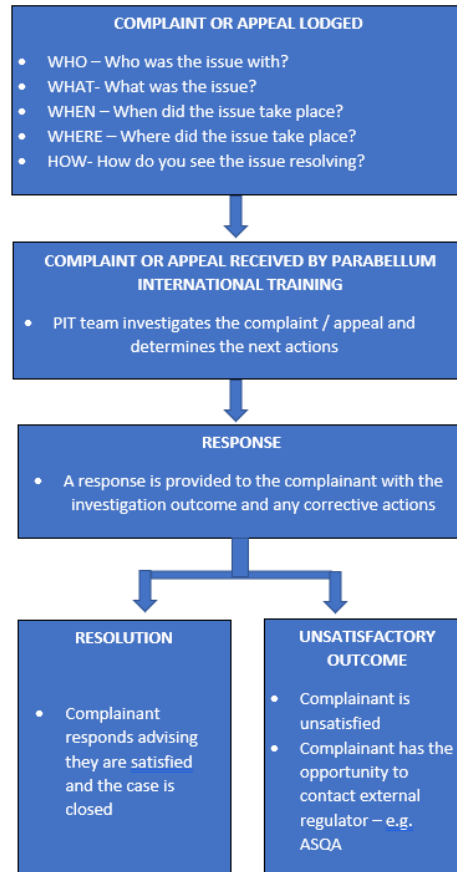 COMPLAINT OR APPEAL LODGED
• WHO – Who was the issue with?
• WHAT- What was the issue?
• WHEN – When did the issue take place?
• WHERE – Where did the issue take place?
• HOW- How do you see the issue resolving?
COMPLAINT OR APPEAL RECEIVED BY PARABELLUM
INTERNATIONAL TRAINING
• PIT team investigates the complaint / appeal and
determines the next actions
RESPONSE
• A response is provided to the complainant with the
investigation outcome and any corrective actions
RESOLUTION
• Complainant
responds advising
they are satisfied
and the case is
closed
UNSATISFACTORY
OUTCOME
• Complainant is
unsatisfied
• Complainant has the
opportunity to
contact external
regulator – e.g.
ASQA